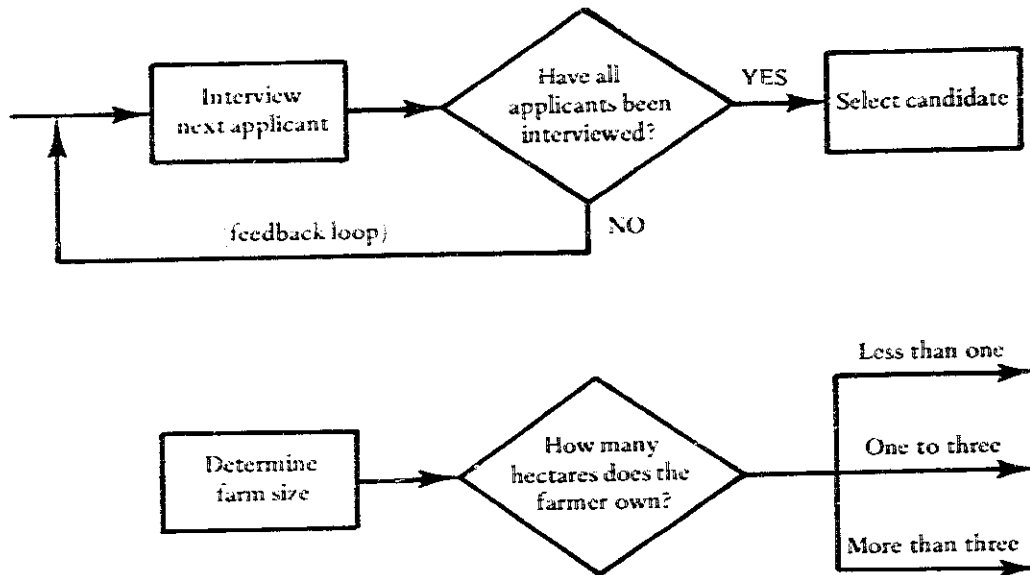 Interview
next applicant
Have all
applicants been
interviewed?
YES
Select candidate
NO
(feedback loop)
Determine
farm size
How many
hectares does the
farmer own?
Less than one
One to three
More than three